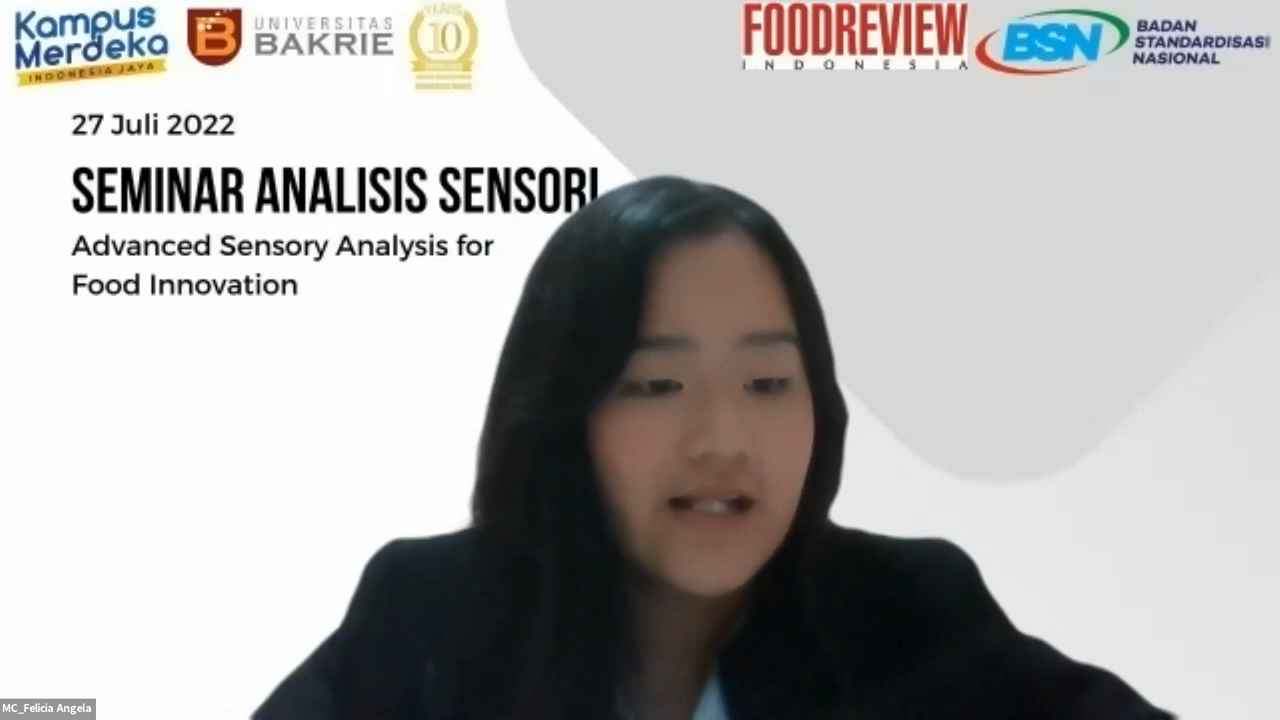 Kampus
Merdeka
INDONESIA JAYA
UNIVERSITAS
BAKRIE
YEARS
10
FOODREVIEW
INDONESIA
BSN
BADAN
STANDARDISASI
NASIONAL
27 Juli 2022
SEMINAR ANALISIS SENSORI
Advanced Sensory Analysis for
Food Innovation
MC_Felicia Angela